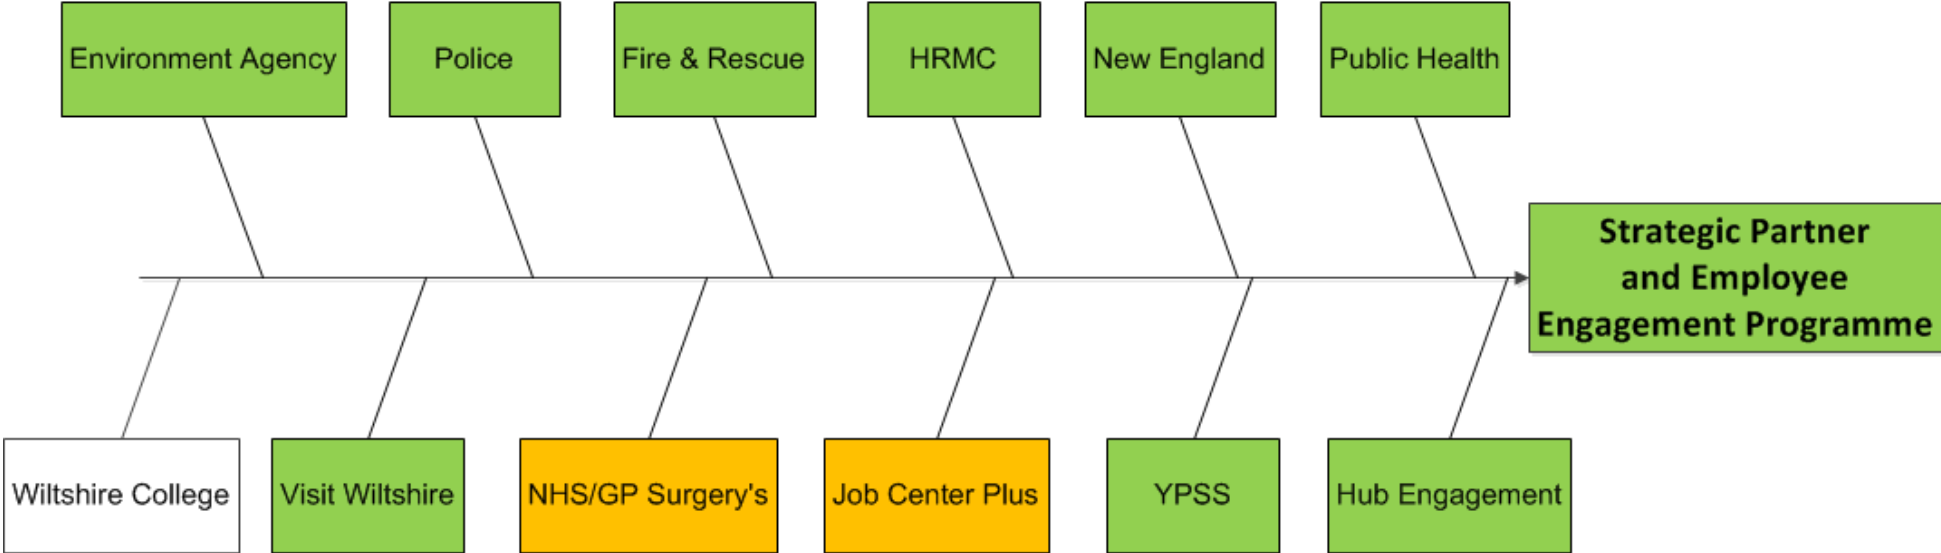 Environment Agency
Police
Fire & Rescue
HRMC
New England
Public Health
Strategic Partner
and Employee
Engagement Programme
Wiltshire College
Visit Wiltshire
NHS/GP Surgery's
Job Center Plus
YPSS
Hub Engagement